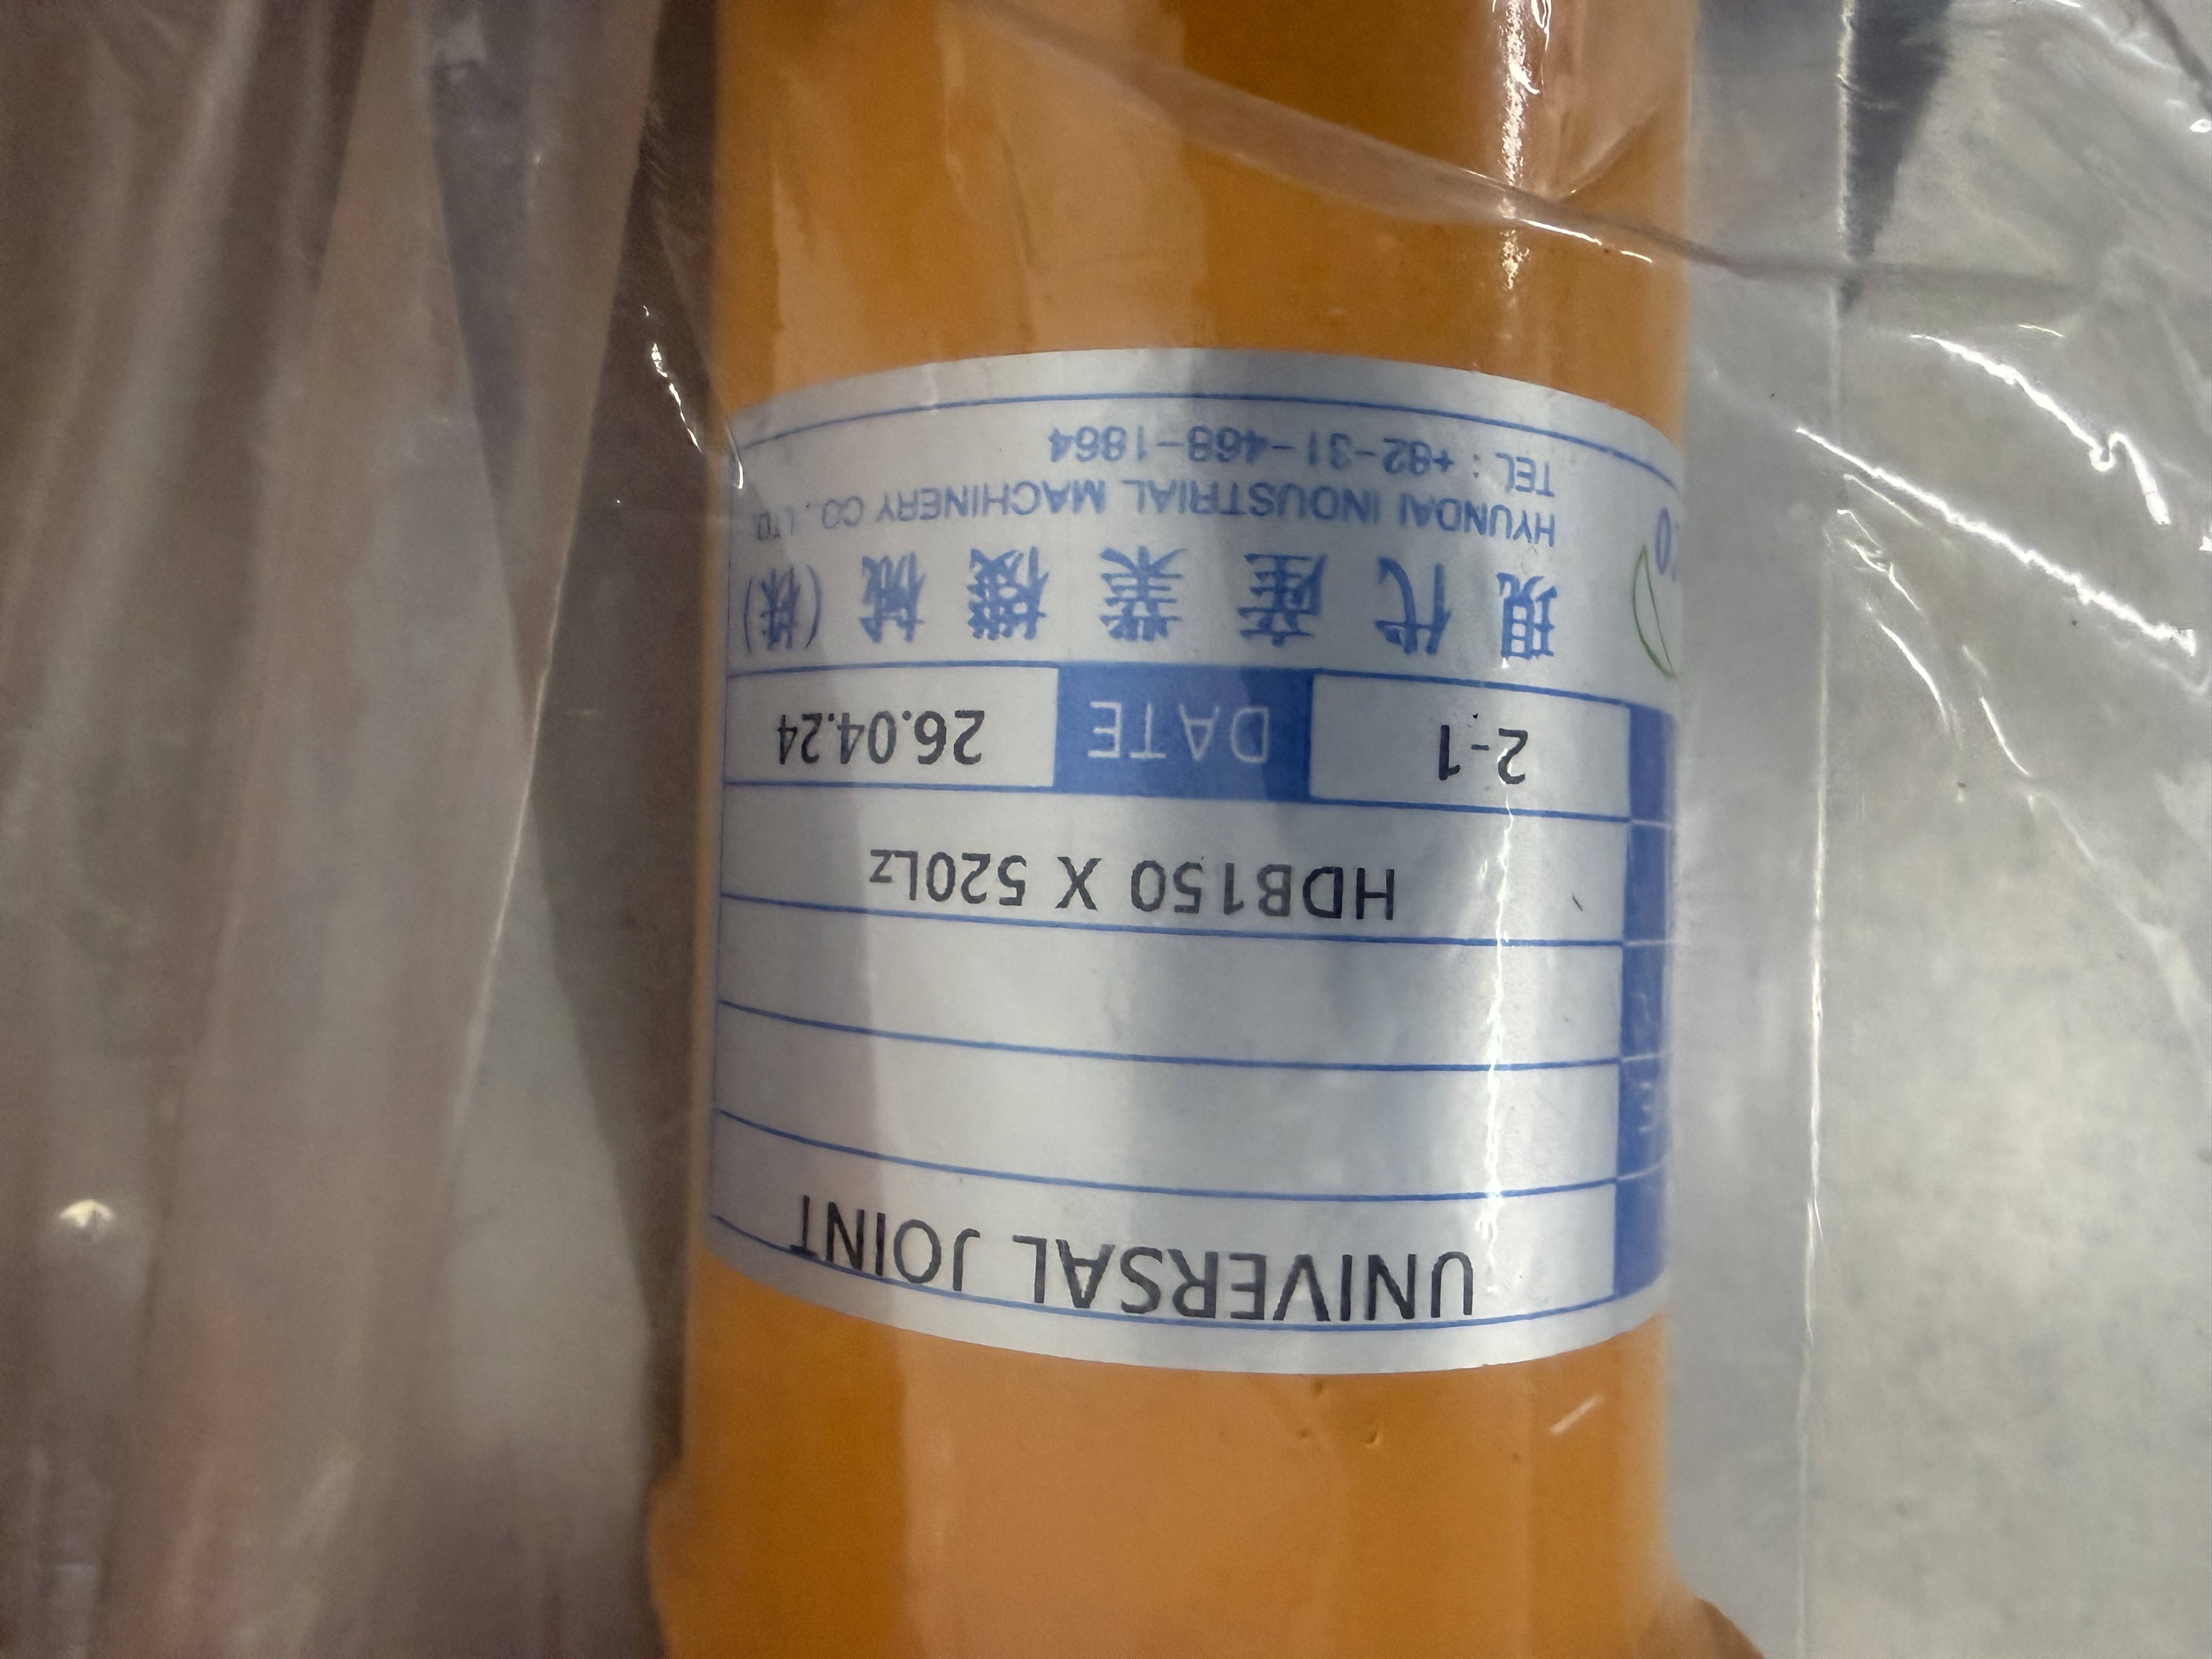 UNIVERSAL JOINT
HDB150 X 520Lz
2-1 DATE 26.04.24
現代産業機械(株)
HYUNDAI INDUSTRIAL MACHINERY CO., LTD
TEL : +82-31-468-1864